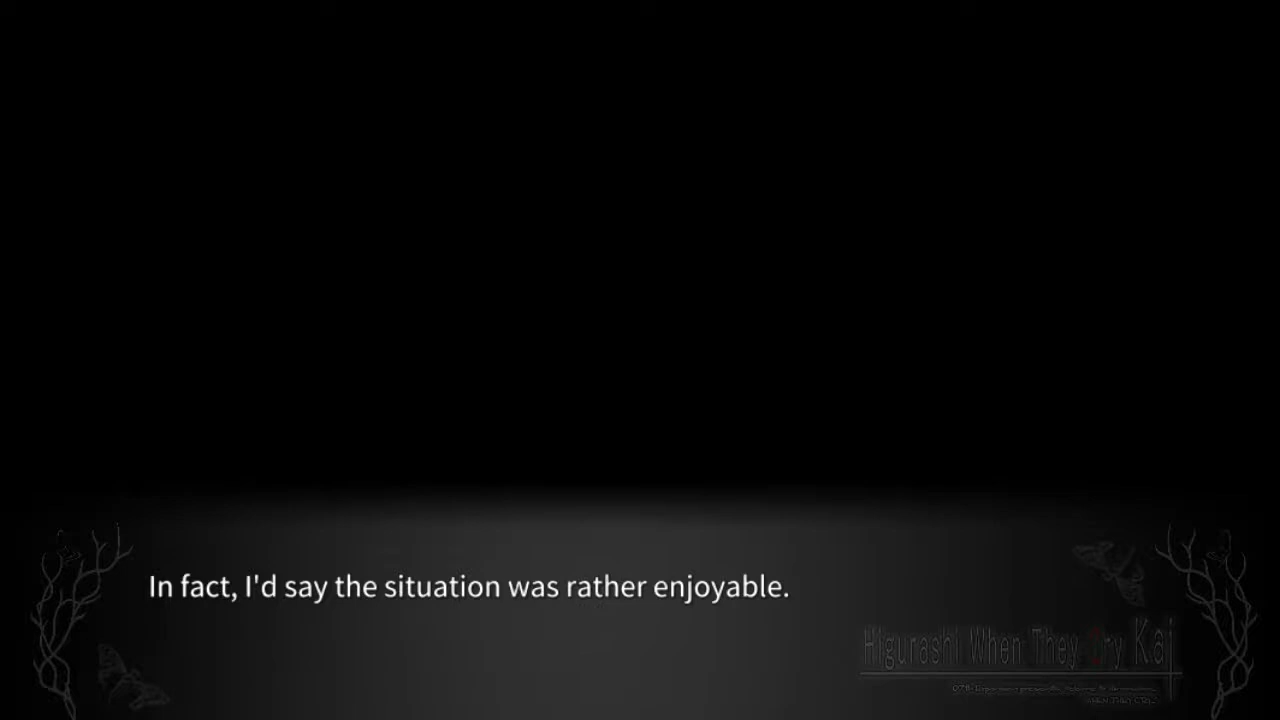 In fact, I'd say the situation was rather enjoyable.
Higurashi When They Cry Kai